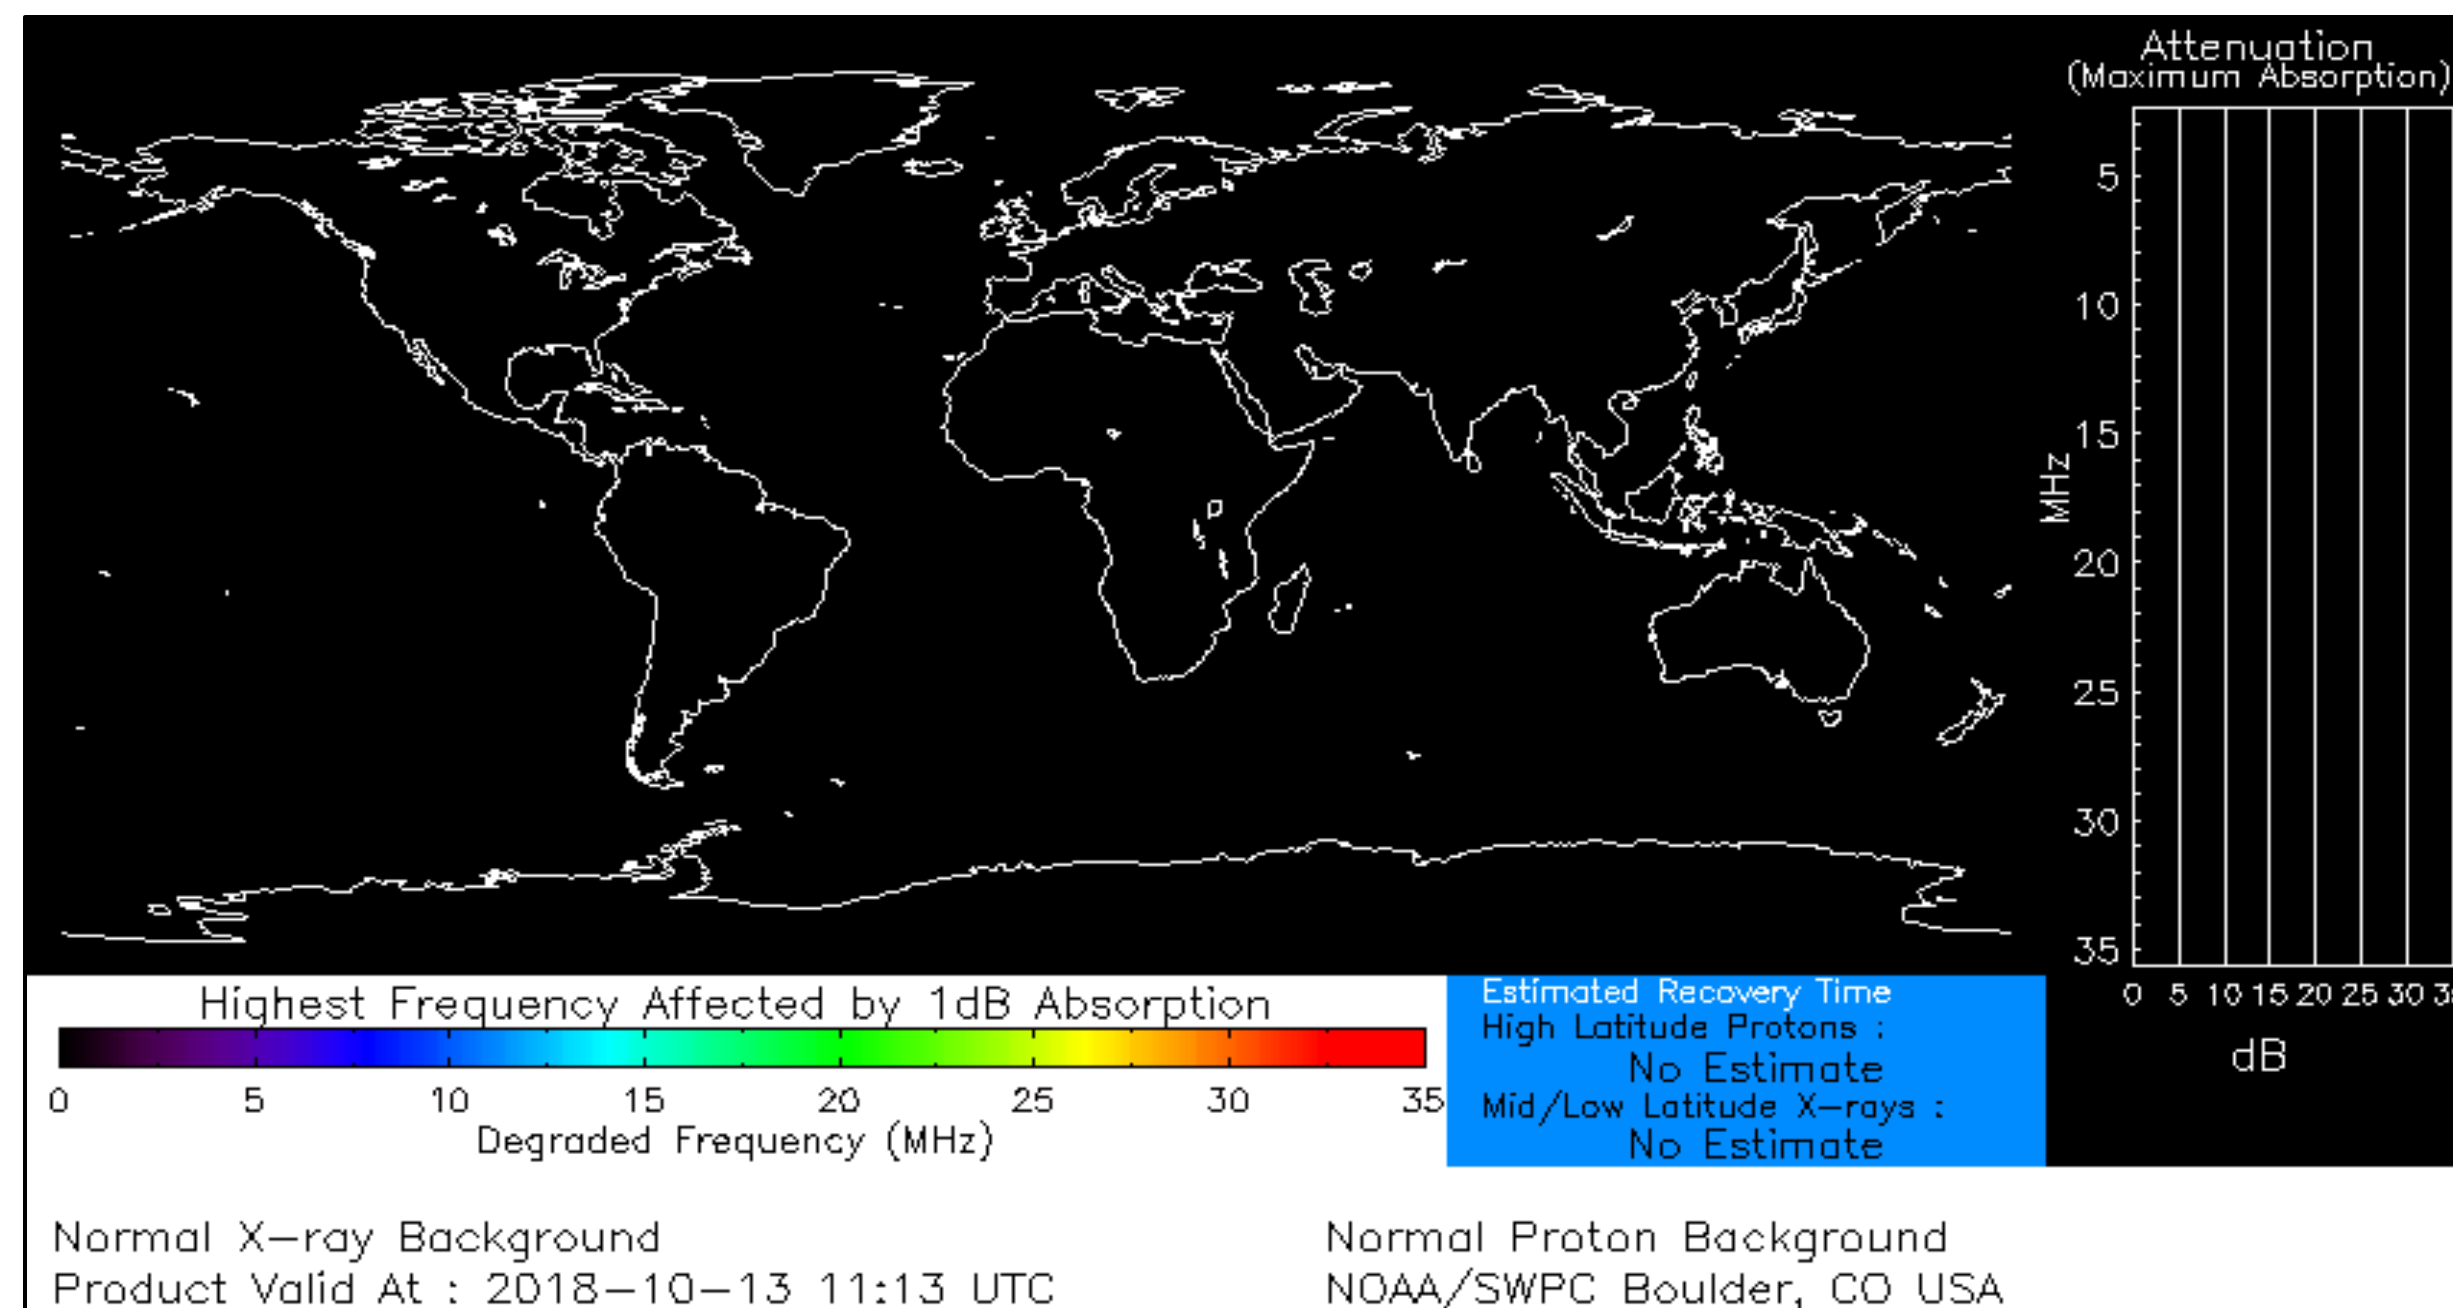 Attenuation
(Maximum Absorption)
5
10
15
20
25
30
35
MHz
0 5 10 15 20 25 30
dB
Highest Frequency Affected by 1dB Absorption
0 5 10 15 20 25 30 35
Degraded Frequency (MHz)
Estimated Recovery Time
High Latitude Protons :
No Estimate
Mid/Low Latitude X-rays :
No Estimate
Normal X-ray Background
Normal Proton Background
Product Valid At : 2018-10-13 11:13 UTC
NOAA/SWPC Boulder, CO USA